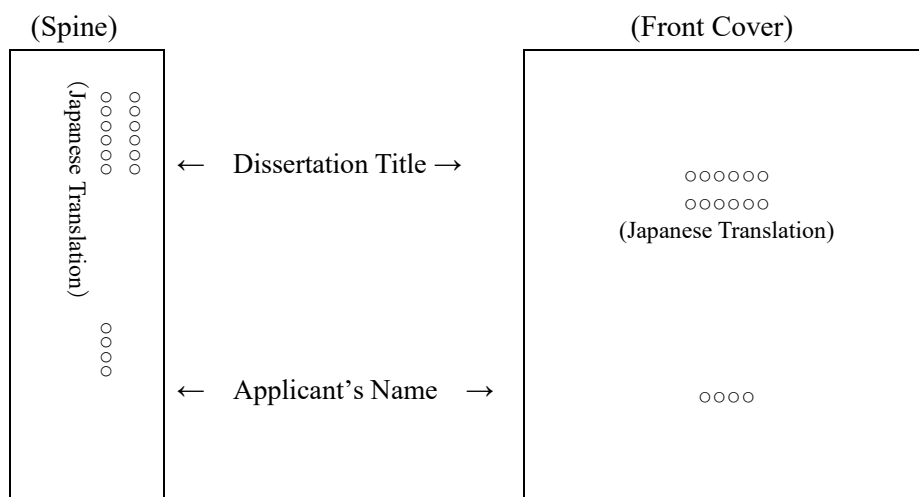 (Spine)
(Front Cover)
○○○○○○
○○○○○○
(Japanese Translation)
○○○○
← Dissertation Title →
← Applicant’s Name →
○○○○○○
○○○○○○
(Japanese Translation)
○○○○